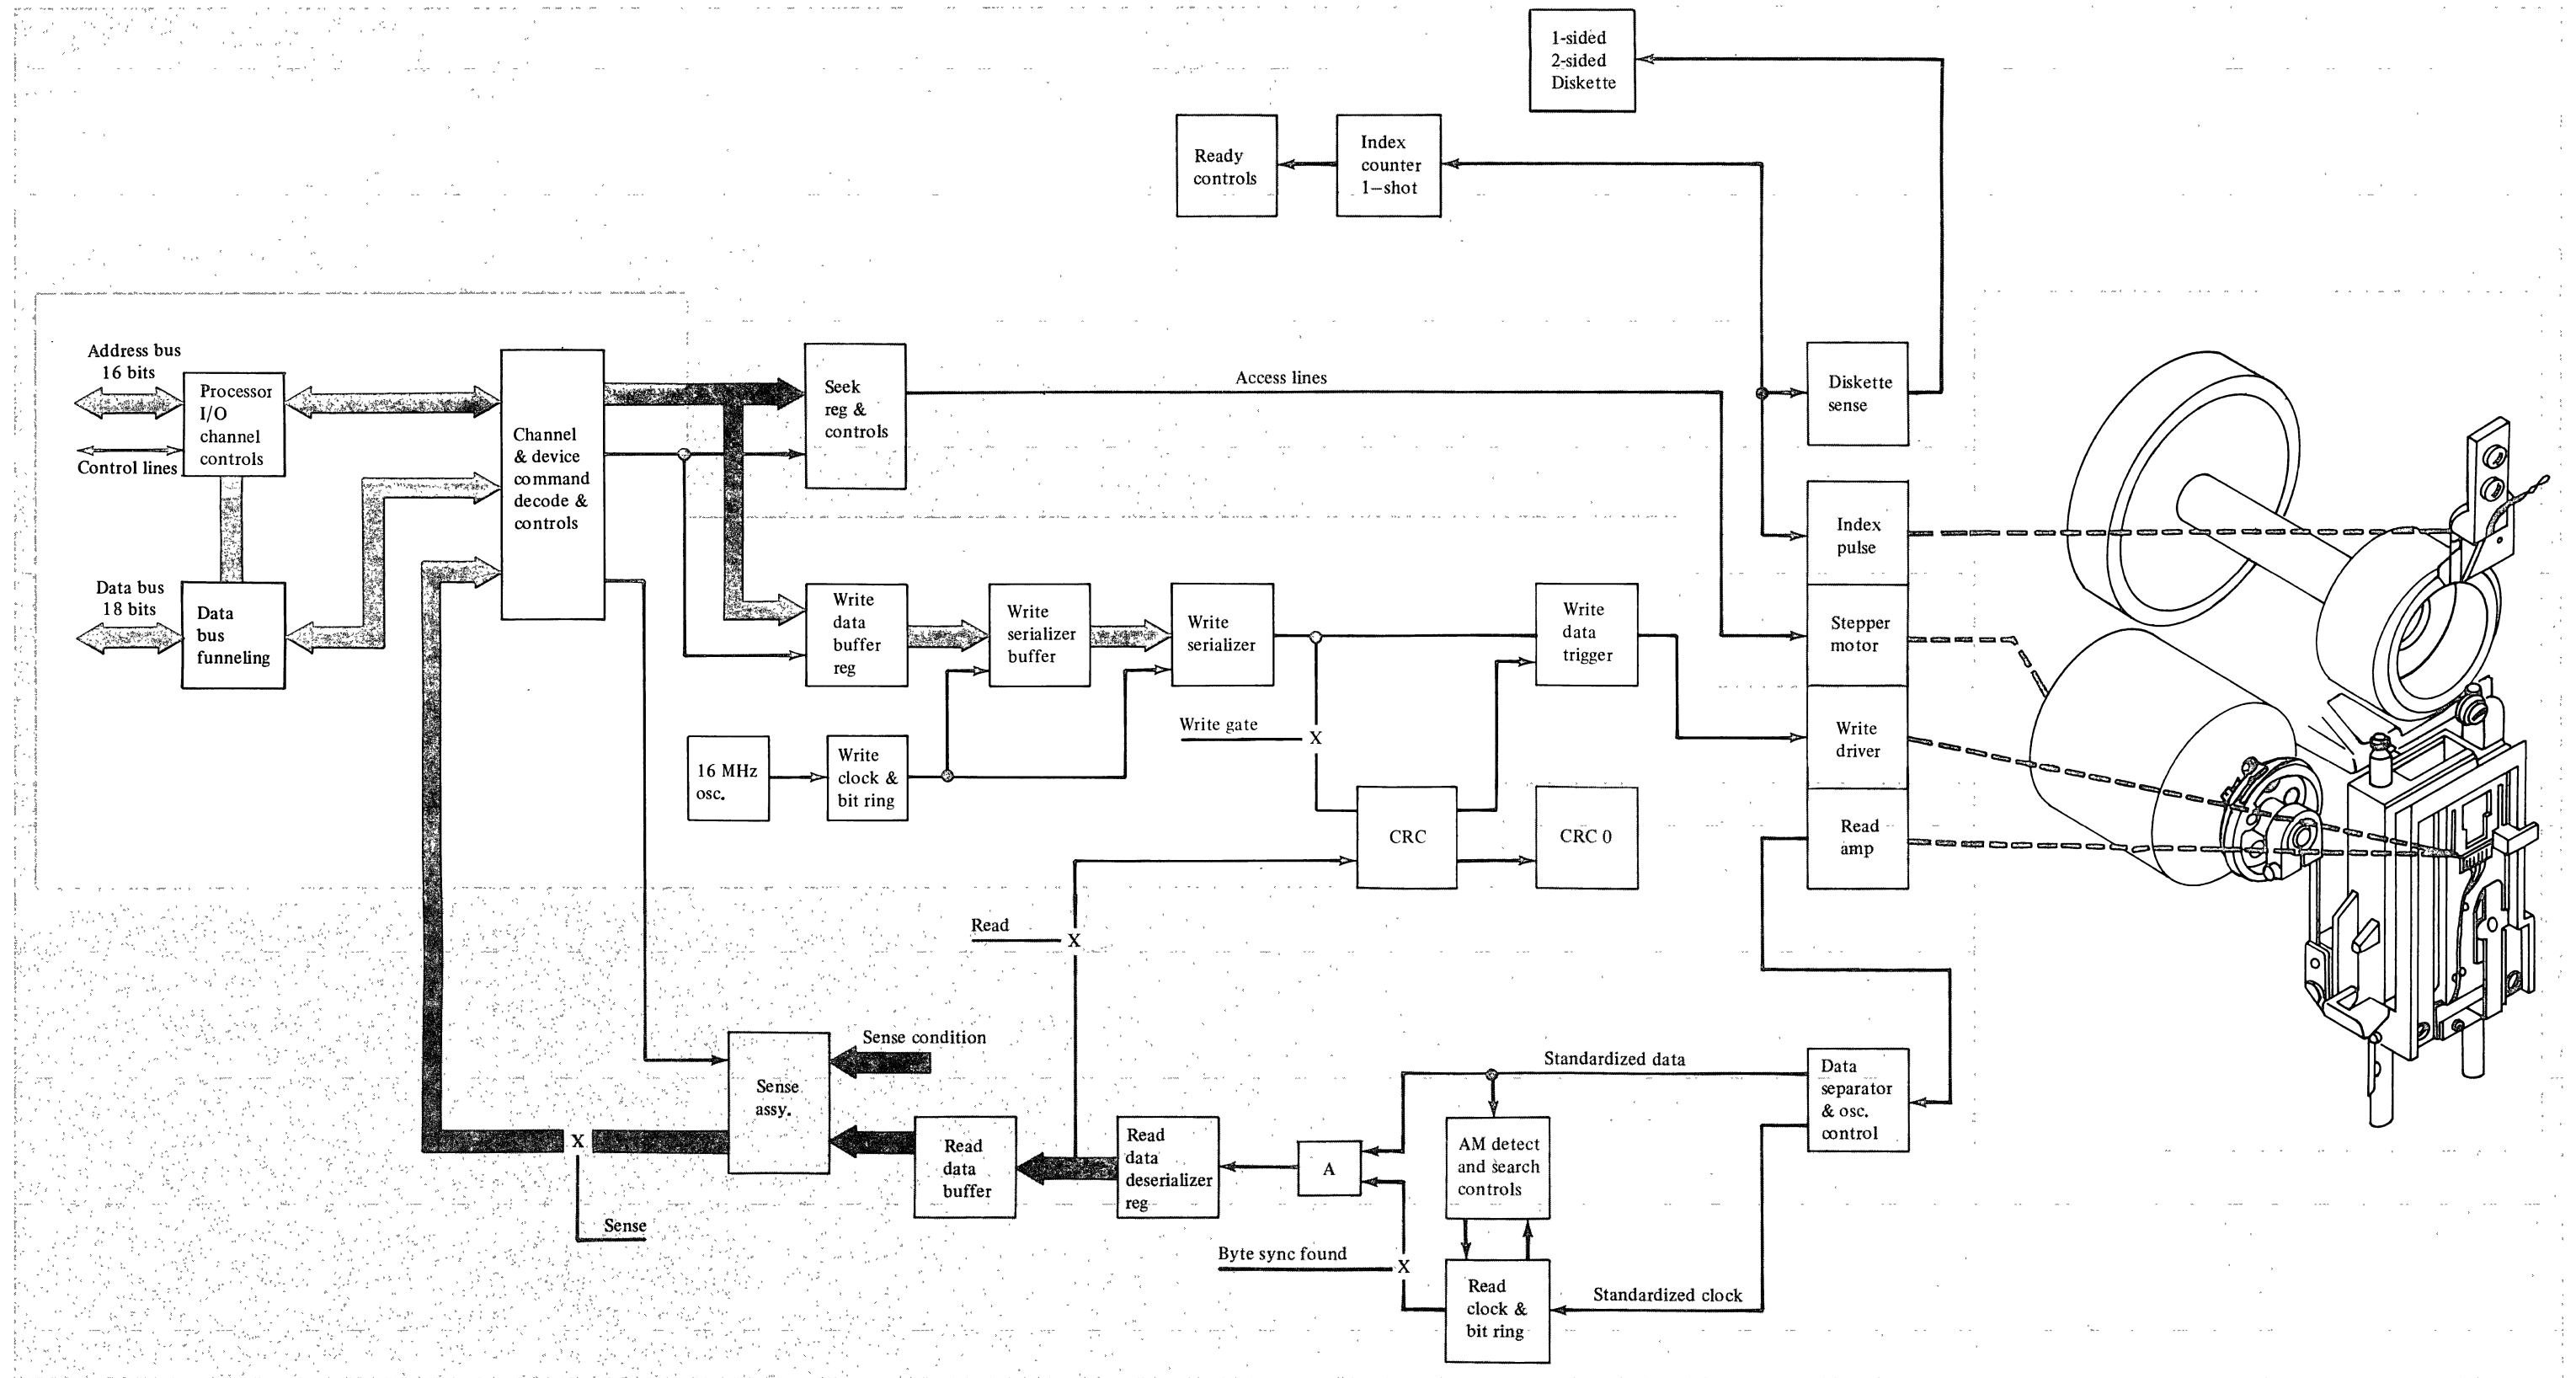 1-sided
2-sided
Diskette
Ready
controls
Index
counter
1–shot
Address bus
16 bits
Processor
I/O
channel
controls
Control lines
Channel
& device
command
decode &
controls
Seek
reg &
controls
Access lines
Diskette
sense
Index
pulse
Data bus
18 bits
Data
bus
funneling
Write
data
buffer
reg
Write
serializer
buffer
Write
serializer
Write
data
trigger
Stepper
motor
Write gate
X
Write
driver
16 MHz
osc.
Write
clock &
bit ring
CRC
CRC 0
Read
amp
Read
X
Sense condition
Sense
assy.
Standardized data
Data
separator
& osc.
control
X
Sense
Read
data
buffer
Read
data
deserializer
reg
A
AM detect
and search
controls
Byte sync found
X
Read
clock &
bit ring
Standardized clock